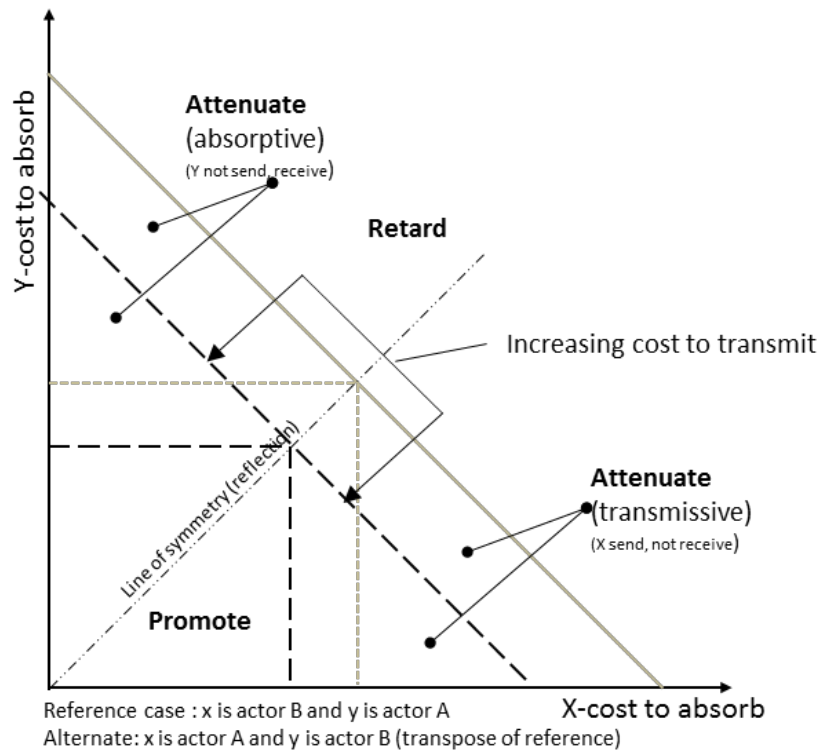 Y-cost to absorb
Attenuate
(absorptive)
(Y not send, receive)
Retard
Increasing cost to transmit
Line of symmetry (reflection)
Attenuate
(transmissive)
(X send, not receive)
Promote
X-cost to absorb
Reference case : x is actor B and y is actor A
Alternate: x is actor A and y is actor B (transpose of reference)